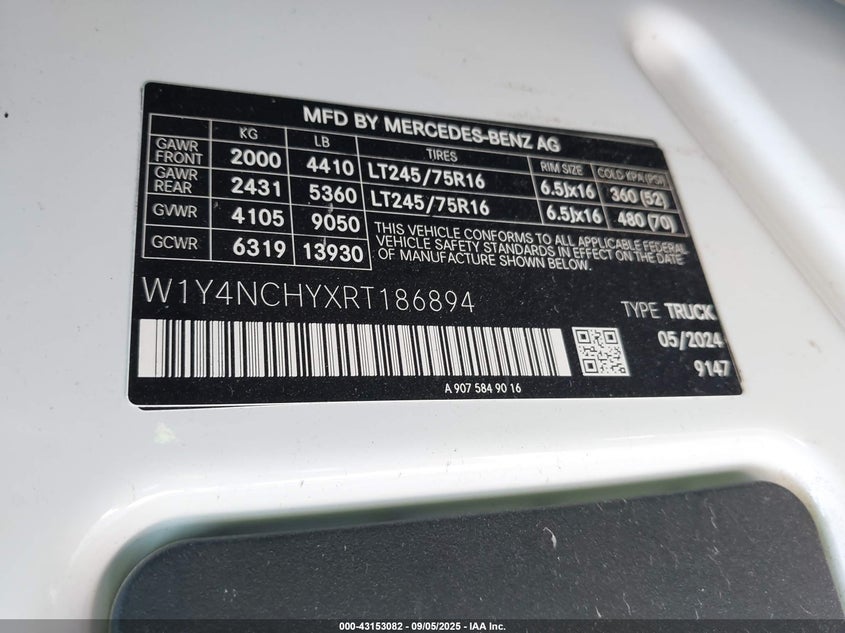 MFD BY MERCEDES-BENZ AG
KG LB TIRES RIM SIZE COLD KPA (PSI)
GAWR FRONT 2000 4410 LT245/75R16 6.5Jx16 360 (52)
GAWR REAR 2431 5360 LT245/75R16 6.5Jx16 480 (70)
GVWR 4105 9050
GCWR 6319 13930
THIS VEHICLE CONFORMS TO ALL APPLICABLE FEDERAL
VEHICLE SAFETY STANDARDS IN EFFECT ON THE DATE
OF MANUFACTURE SHOWN BELOW.
W1Y4NCHYXRT186894
TYPE TRUCK
05/2024
9147
A 907 584 90 16
000-43153082 - 09/05/2025 - IAA Inc.